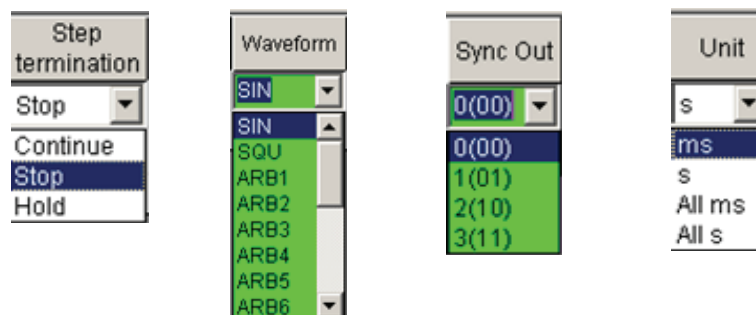 Step
termination
Stop
Continue
Stop
Hold
Waveform
SIN
SIN
SQU
ARB1
ARB2
ARB3
ARB4
ARB5
ARB6
Sync Out
0(00)
0(00)
1(01)
2(10)
3(11)
Unit
s
ms
s
All ms
All s